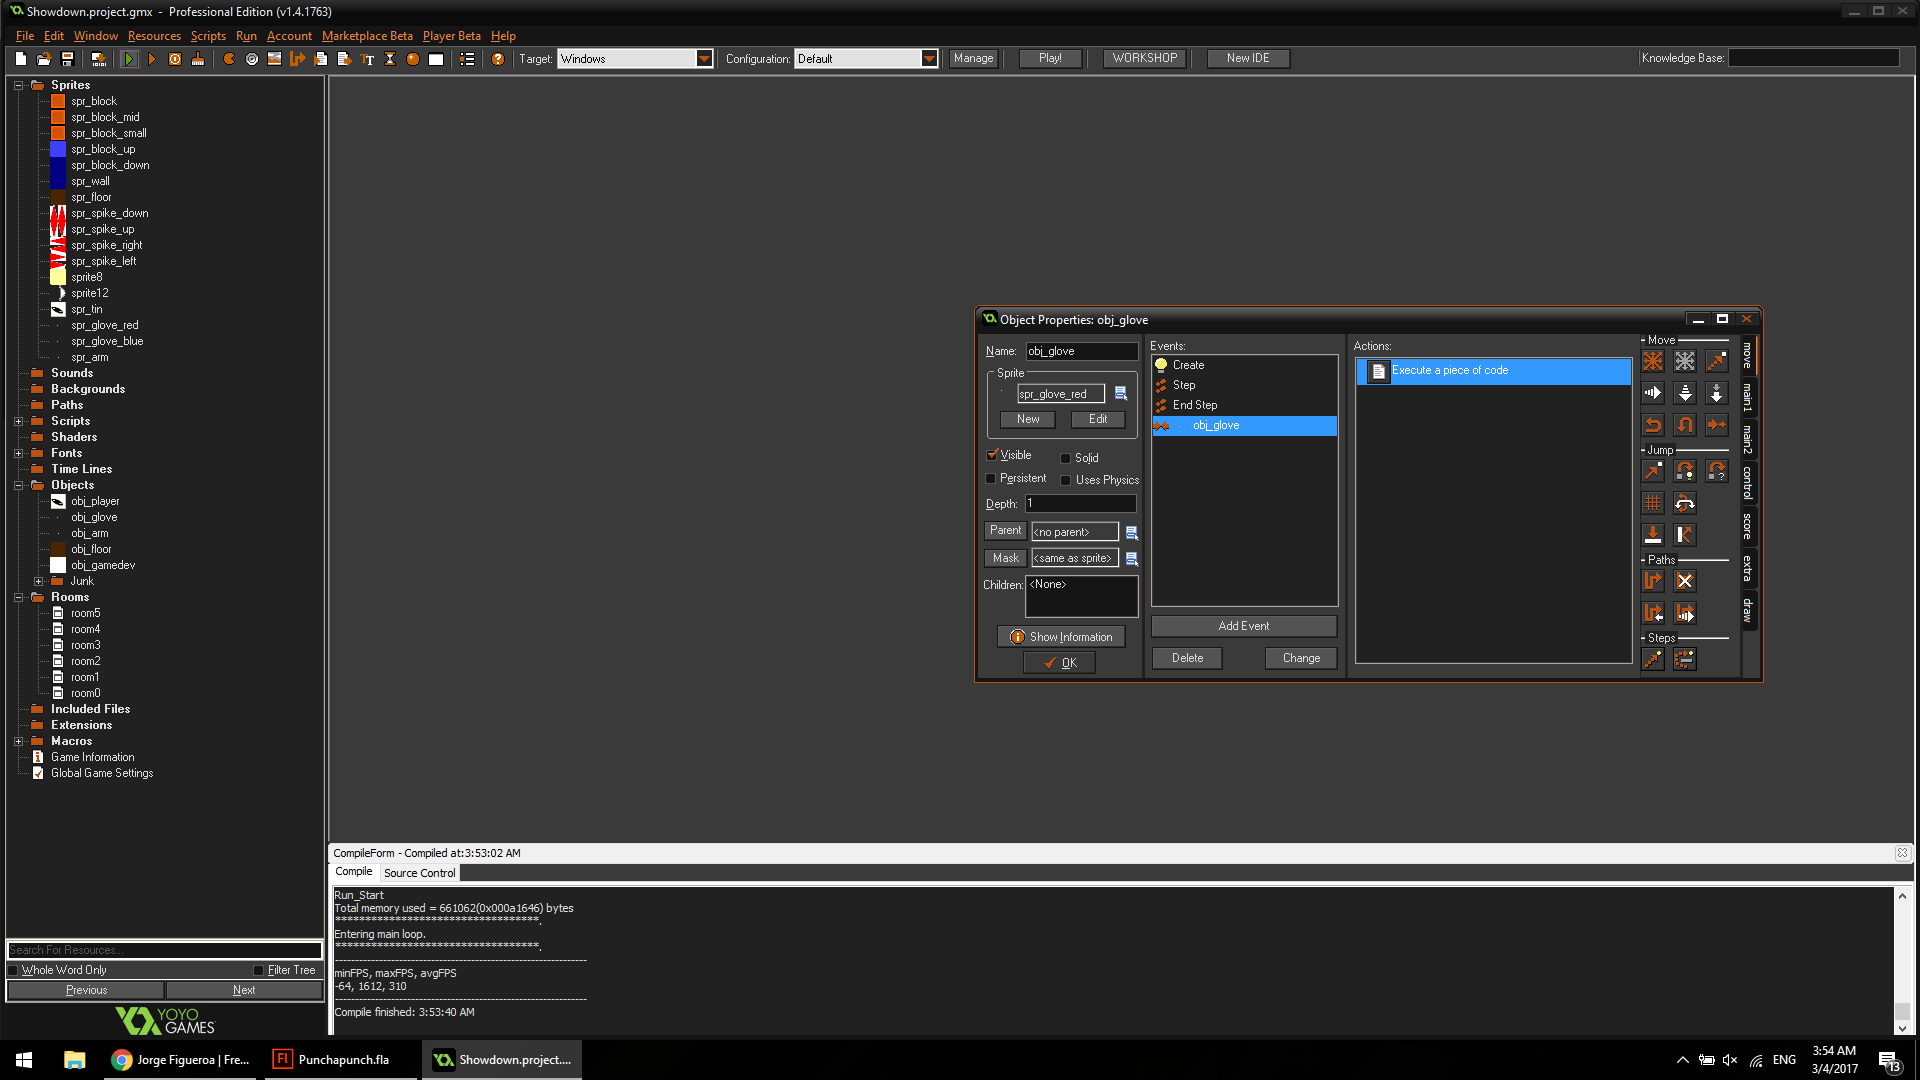 Showdown.project.gmx - Professional Edition (v1.4.1763)
File Edit Window Resources Scripts Run Account Marketplace Beta Player Beta Help
Target: Windows Configuration: Default Manage Play! WORKSHOP New IDE Knowledge Base:
Sprites
spr_block
spr_block_mid
spr_block_small
spr_block_up
spr_block_down
spr_wall
spr_floor
spr_spike_down
spr_spike_up
spr_spike_right
spr_spike_left
sprite8
sprite12
spr_tin
spr_glove_red
spr_glove_blue
spr_arm
Sounds
Backgrounds
Paths
Scripts
Shaders
Fonts
Time Lines
Objects
obj_player
obj_glove
obj_arm
obj_floor
obj_gamedev
Junk
Rooms
room5
room4
room3
room2
room1
room0
Included Files
Extensions
Macros
Game Information
Global Game Settings
Search For Resources...
Whole Word Only Filter Tree
Previous Next
YOYO
GAMES
Object Properties: obj_glove
Name: obj_glove
Sprite
spr_glove_red
New Edit
Visible Solid
Persistent Uses Physics
Depth: 1
Parent <no parent>
Mask <same as sprite>
Children: <None>
Show Information
OK
Events:
Create
Step
End Step
obj_glove
Add Event
Delete Change
Actions:
Execute a piece of code
Move
Jump
Paths
Steps
move
main1
main2
control
score
extra
draw
CompileForm - Compiled at:3:53:02 AM
Compile Source Control
Run_Start
Total memory used = 661062(0x000a1646) bytes
***********************************.
Entering main loop.
***********************************.
---------------------------------------------------------------
minFPS, maxFPS, avgFPS
-64, 1612, 310
---------------------------------------------------------------
Compile finished: 3:53:40 AM
Jorge Figueroa | Fre... Fl Punchapunch.fla Showdown.project....
ENG
3:54 AM
3/4/2017
13